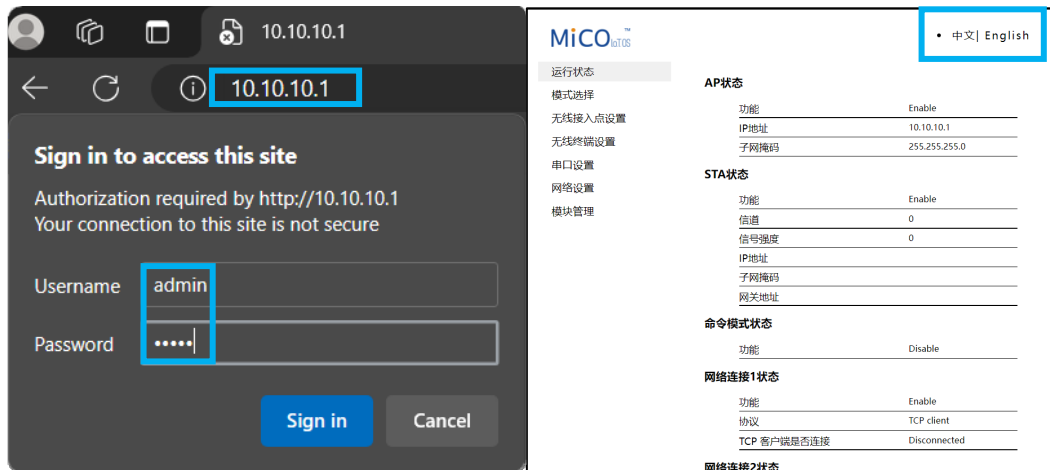 10.10.10.1
10.10.10.1
Sign in to access this site
Authorization required by http://10.10.10.1
Your connection to this site is not secure
Username admin
Password •••••
Sign in Cancel
MiCO IoTOS™
• 中文| English
运行状态
模式选择
无线接入点设置
无线终端设置
串口设置
网络设置
模块管理
AP状态
功能 Enable
IP地址 10.10.10.1
子网掩码 255.255.255.0
STA状态
功能 Enable
信道 0
信号强度 0
IP地址
子网掩码
网关地址
命令模式状态
功能 Disable
网络连接1状态
功能 Enable
协议 TCP client
TCP 客户端是否连接 Disconnected
网络连接2状态